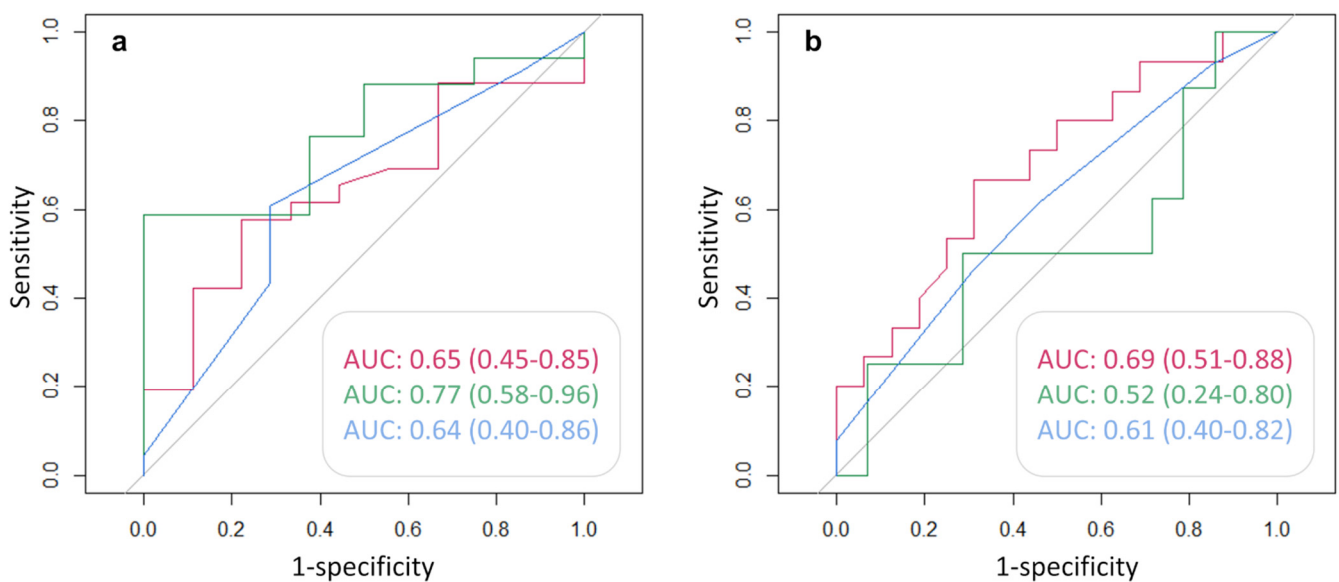 a
Sensitivity
1.0
0.8
0.6
0.4
0.2
0.0
AUC: 0.65 (0.45-0.85)
AUC: 0.77 (0.58-0.96)
AUC: 0.64 (0.40-0.86)
0.0 0.2 0.4 0.6 0.8 1.0
1-specificity
b
Sensitivity
1.0
0.8
0.6
0.4
0.2
0.0
AUC: 0.69 (0.51-0.88)
AUC: 0.52 (0.24-0.80)
AUC: 0.61 (0.40-0.82)
0.0 0.2 0.4 0.6 0.8 1.0
1-specificity